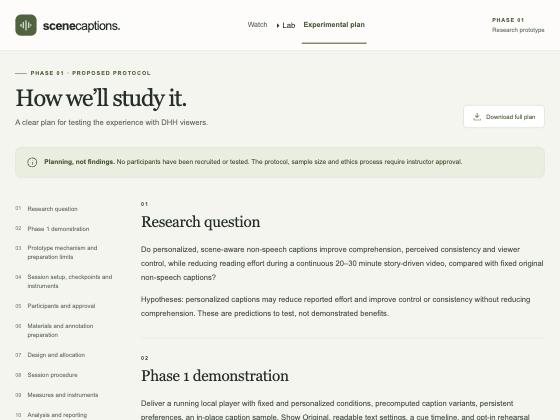 scenecaptions.
Watch
Lab
Experimental plan
PHASE 01
Research prototype
PHASE 01 · PROPOSED PROTOCOL
How we’ll study it.
A clear plan for testing the experience with DHH viewers.
Download full plan
Planning, not findings. No participants have been recruited or tested. The protocol, sample size and ethics process require instructor approval.
01 Research question
02 Phase 1 demonstration
03 Prototype mechanism and
preparation limits
04 Session setup, checkpoints and
instruments
05 Participants and approval
06 Materials and annotation
preparation
07 Design and allocation
08 Session procedure
09 Measures and instruments
10 Analysis and reporting
01
Research question
Do personalized, scene-aware non-speech captions improve comprehension, perceived consistency and viewer
control, while reducing reading effort during a continuous 20–30 minute story-driven video, compared with fixed original
non-speech captions?
Hypotheses: personalized captions may reduce reported effort and improve control or consistency without reducing
comprehension. These are predictions to test, not demonstrated benefits.
02
Phase 1 demonstration
Deliver a running local player with fixed and personalized conditions, precomputed caption variants, persistent
preferences, an in-place caption sample, Show Original, readable text settings, a cue timeline, and opt-in rehearsal